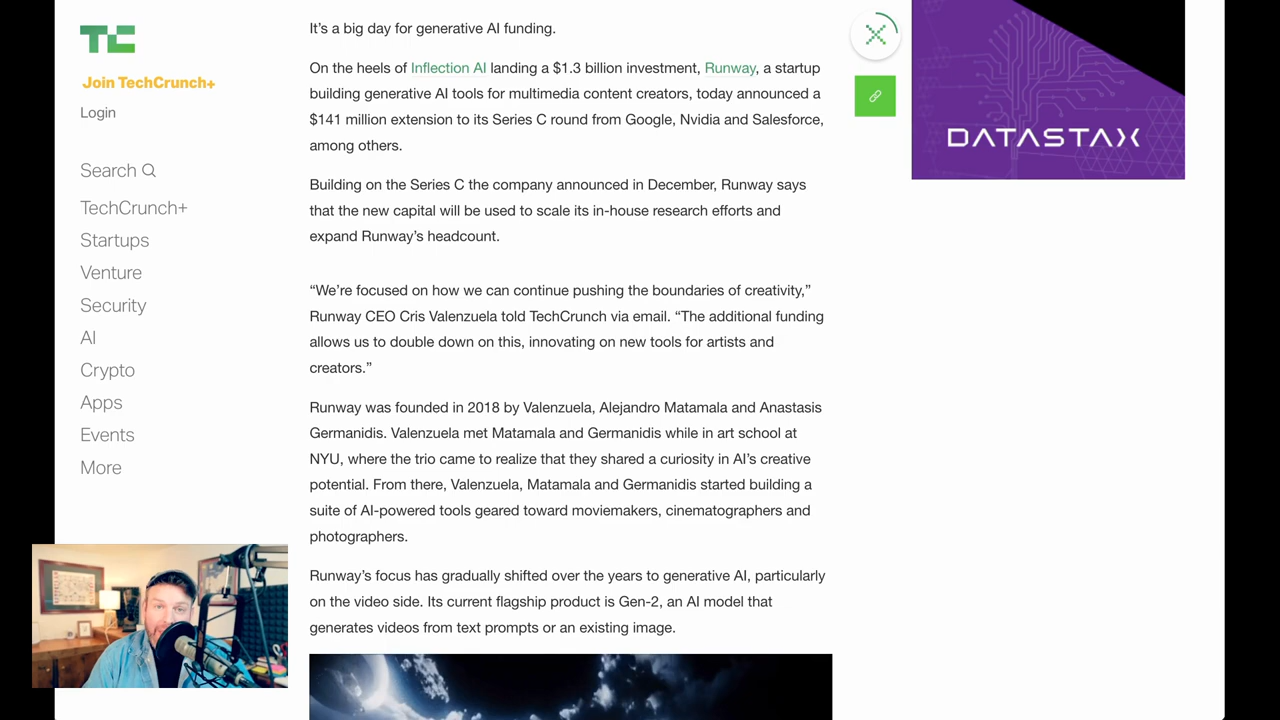 TC
Join TechCrunch+
Login
Search
TechCrunch+
Startups
Venture
Security
AI
Crypto
Apps
Events
More
It’s a big day for generative AI funding.
On the heels of Inflection AI landing a $1.3 billion investment, Runway, a startup
building generative AI tools for multimedia content creators, today announced a
$141 million extension to its Series C round from Google, Nvidia and Salesforce,
among others.
Building on the Series C the company announced in December, Runway says
that the new capital will be used to scale its in-house research efforts and
expand Runway’s headcount.
“We’re focused on how we can continue pushing the boundaries of creativity,”
Runway CEO Cris Valenzuela told TechCrunch via email. “The additional funding
allows us to double down on this, innovating on new tools for artists and
creators.”
Runway was founded in 2018 by Valenzuela, Alejandro Matamala and Anastasis
Germanidis. Valenzuela met Matamala and Germanidis while in art school at
NYU, where the trio came to realize that they shared a curiosity in AI’s creative
potential. From there, Valenzuela, Matamala and Germanidis started building a
suite of AI-powered tools geared toward moviemakers, cinematographers and
photographers.
Runway’s focus has gradually shifted over the years to generative AI, particularly
on the video side. Its current flagship product is Gen-2, an AI model that
generates videos from text prompts or an existing image.
DATASTAX